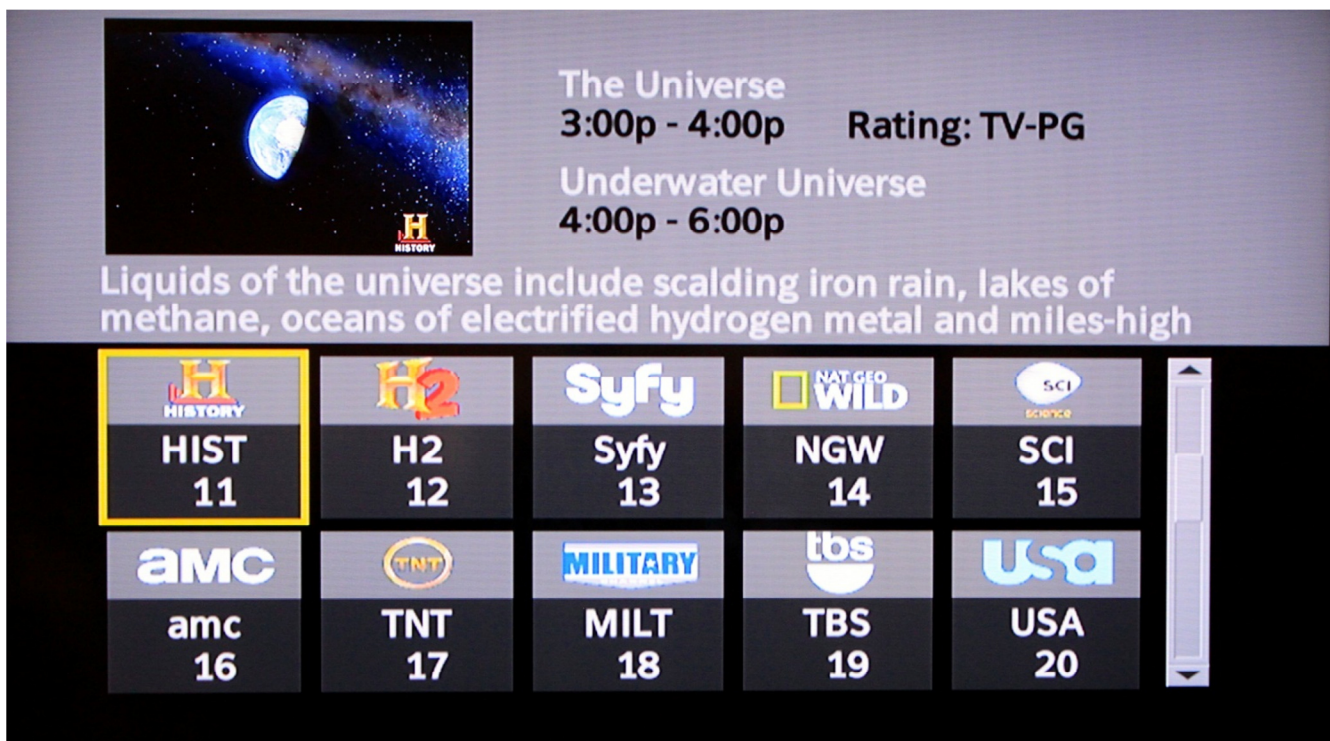 The Universe
3:00p - 4:00p Rating: TV-PG
Underwater Universe
4:00p - 6:00p
H
HISTORY
Liquids of the universe include scalding iron rain, lakes of
methane, oceans of electrified hydrogen metal and miles-high
H
HISTORY
HIST
11
H2
H2
12
Syfy
Syfy
13
NAT GEO
WILD
NGW
14
SCI
science
SCI
15
aMC
amc
16
TNT
TNT
17
MILITARY
MILT
18
tbs
TBS
19
USA
USA
20